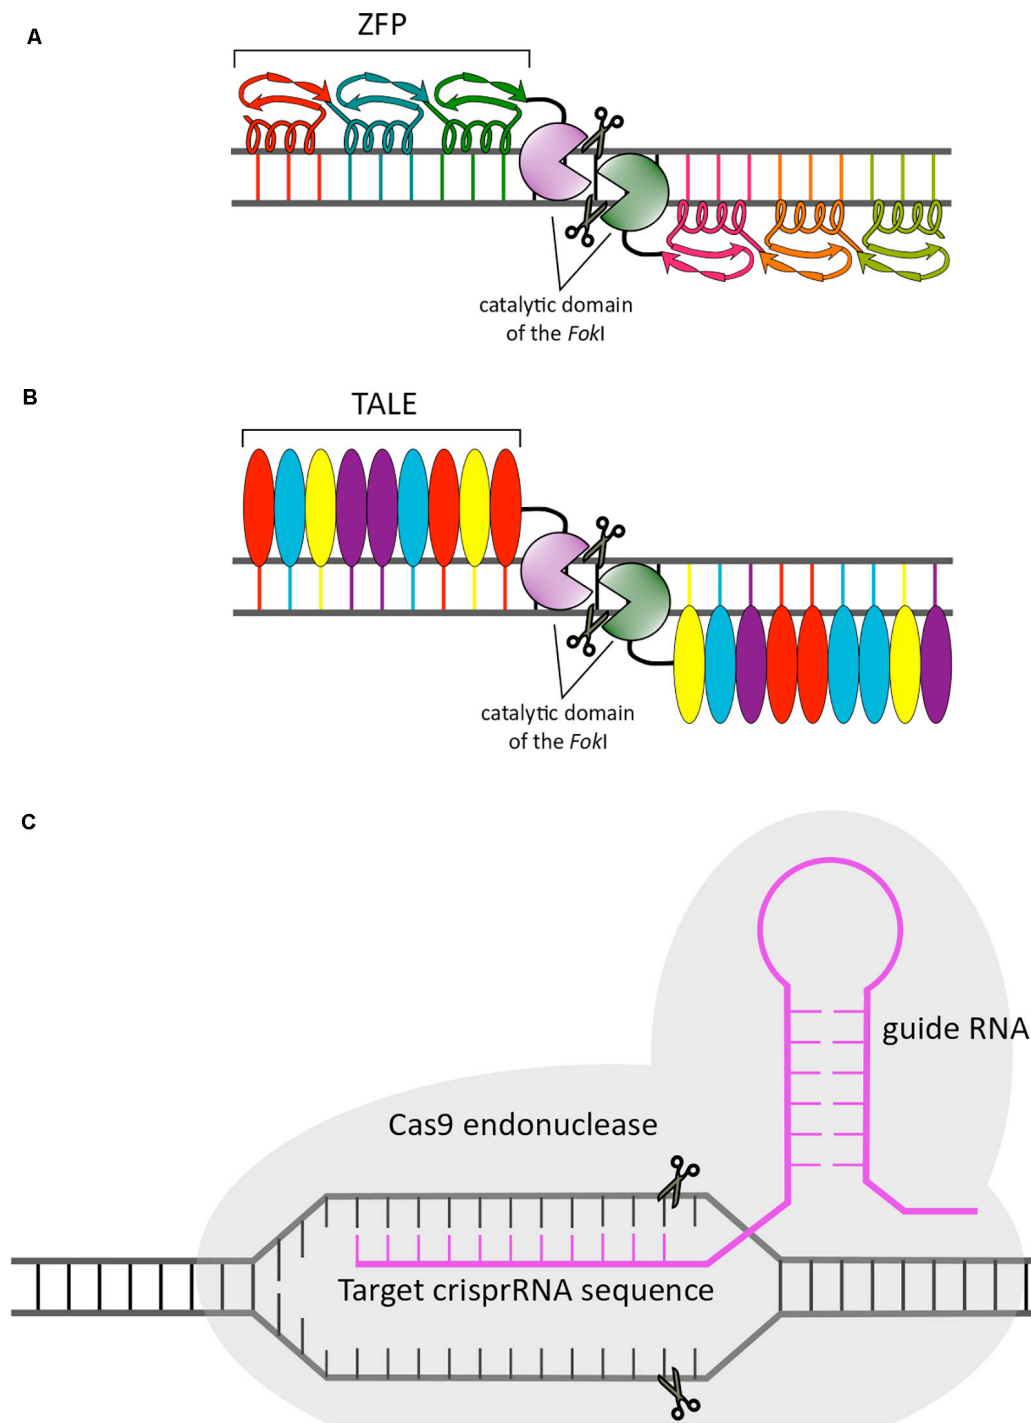 A
ZFP
catalytic domain
of the FokI
B
TALE
catalytic domain
of the FokI
C
guide RNA
Cas9 endonuclease
Target crisprRNA sequence